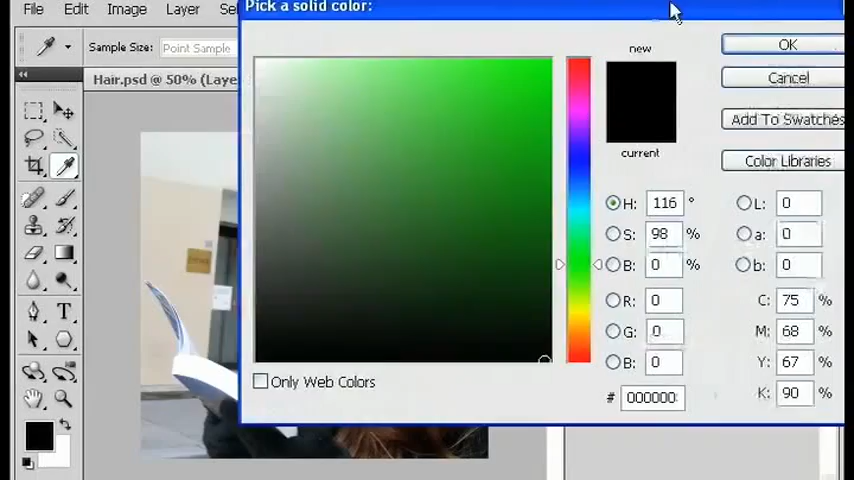 Pick a solid color:
File Edit Image Layer
Sample Size: Point Sample
new
OK
Hair.psd @ 50% (Laye
Cancel
Add To Swatches
current
Color Libraries
H: 116 °
L: 0
S: 98 %
a: 0
B: 0 %
b: 0
R: 0
C: 75 %
G: 0
M: 68 %
B: 0
Y: 67 %
Only Web Colors
# 000000
K: 90 %